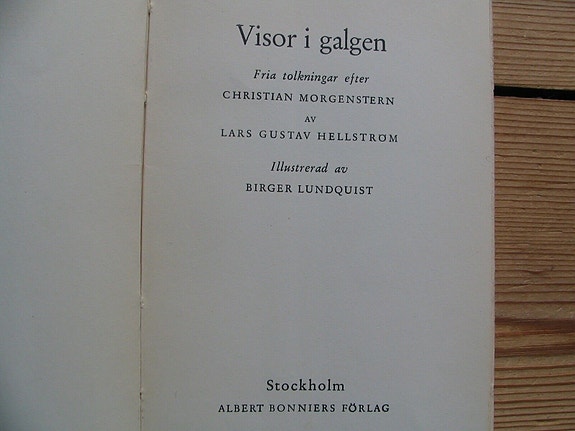 Visor i galgen
Fria tolkningar efter
CHRISTIAN MORGENSTERN
AV
LARS GUSTAV HELLSTRÖM
Illustrerad av
BIRGER LUNDQUIST
Stockholm
ALBERT BONNIERS FÖRLAG